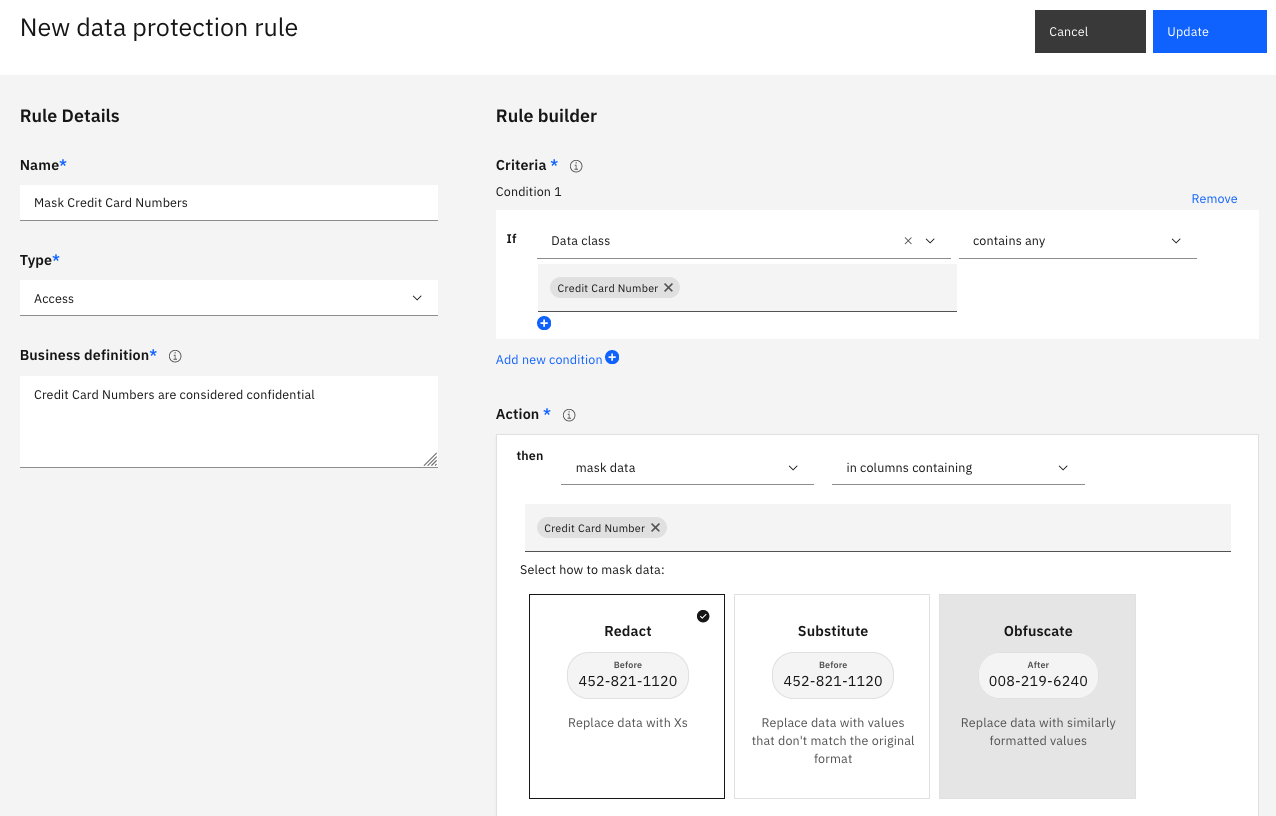 New data protection rule
Cancel
Update
Rule Details
Name*
Mask Credit Card Numbers
Type*
Access
Business definition*
Credit Card Numbers are considered confidential
Rule builder
Criteria *
Condition 1
Remove
If
Data class
contains any
Credit Card Number
Add new condition
Action *
then
mask data
in columns containing
Credit Card Number
Select how to mask data:
Redact
Before
452-821-1120
Replace data with Xs
Substitute
Before
452-821-1120
Replace data with values
that don't match the original
format
Obfuscate
After
008-219-6240
Replace data with similarly
formatted values